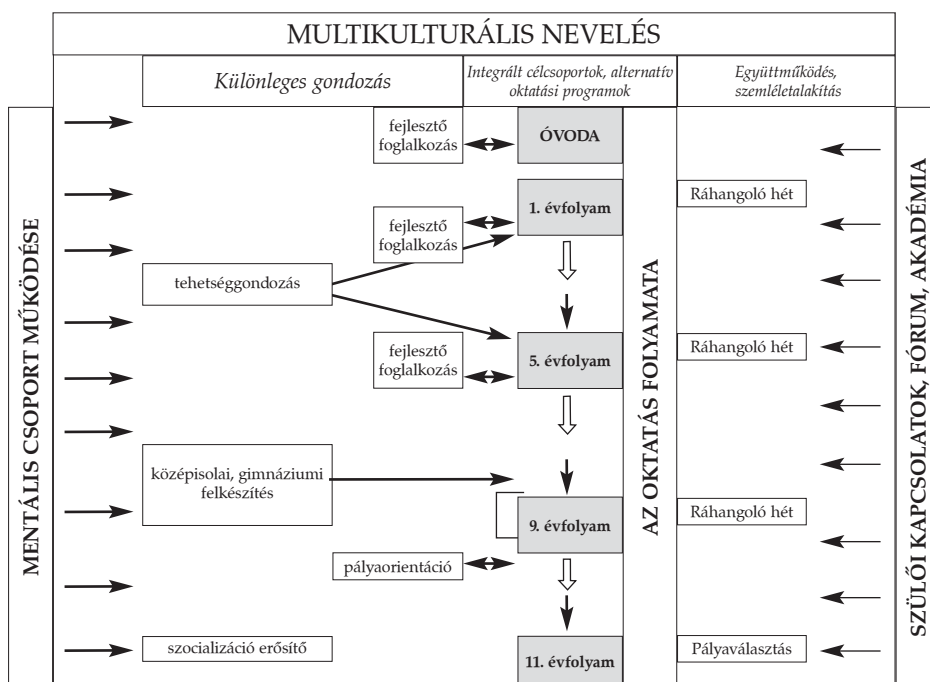 MULTIKULTURÁLIS NEVELÉS
Különleges gondozás
Integrált célcsoportok, alternatív
oktatási programok
Együttműködés,
szemléletalakítás
MENTÁLIS CSOPORT MŰKÖDÉSE
fejlesztő
foglalkozás
ÓVODA
1. évfolyam
Ráhangoló hét
fejlesztő
foglalkozás
tehetséggondozás
fejlesztő
foglalkozás
5. évfolyam
Ráhangoló hét
középisolai, gimnáziumi
felkészítés
9. évfolyam
Ráhangoló hét
pályaorientáció
szocializáció erősítő
11. évfolyam
Pályaválasztás
AZ OKTATÁS FOLYAMATA
SZÜLŐI KAPCSOLATOK, FÓRUM, AKADÉMIA